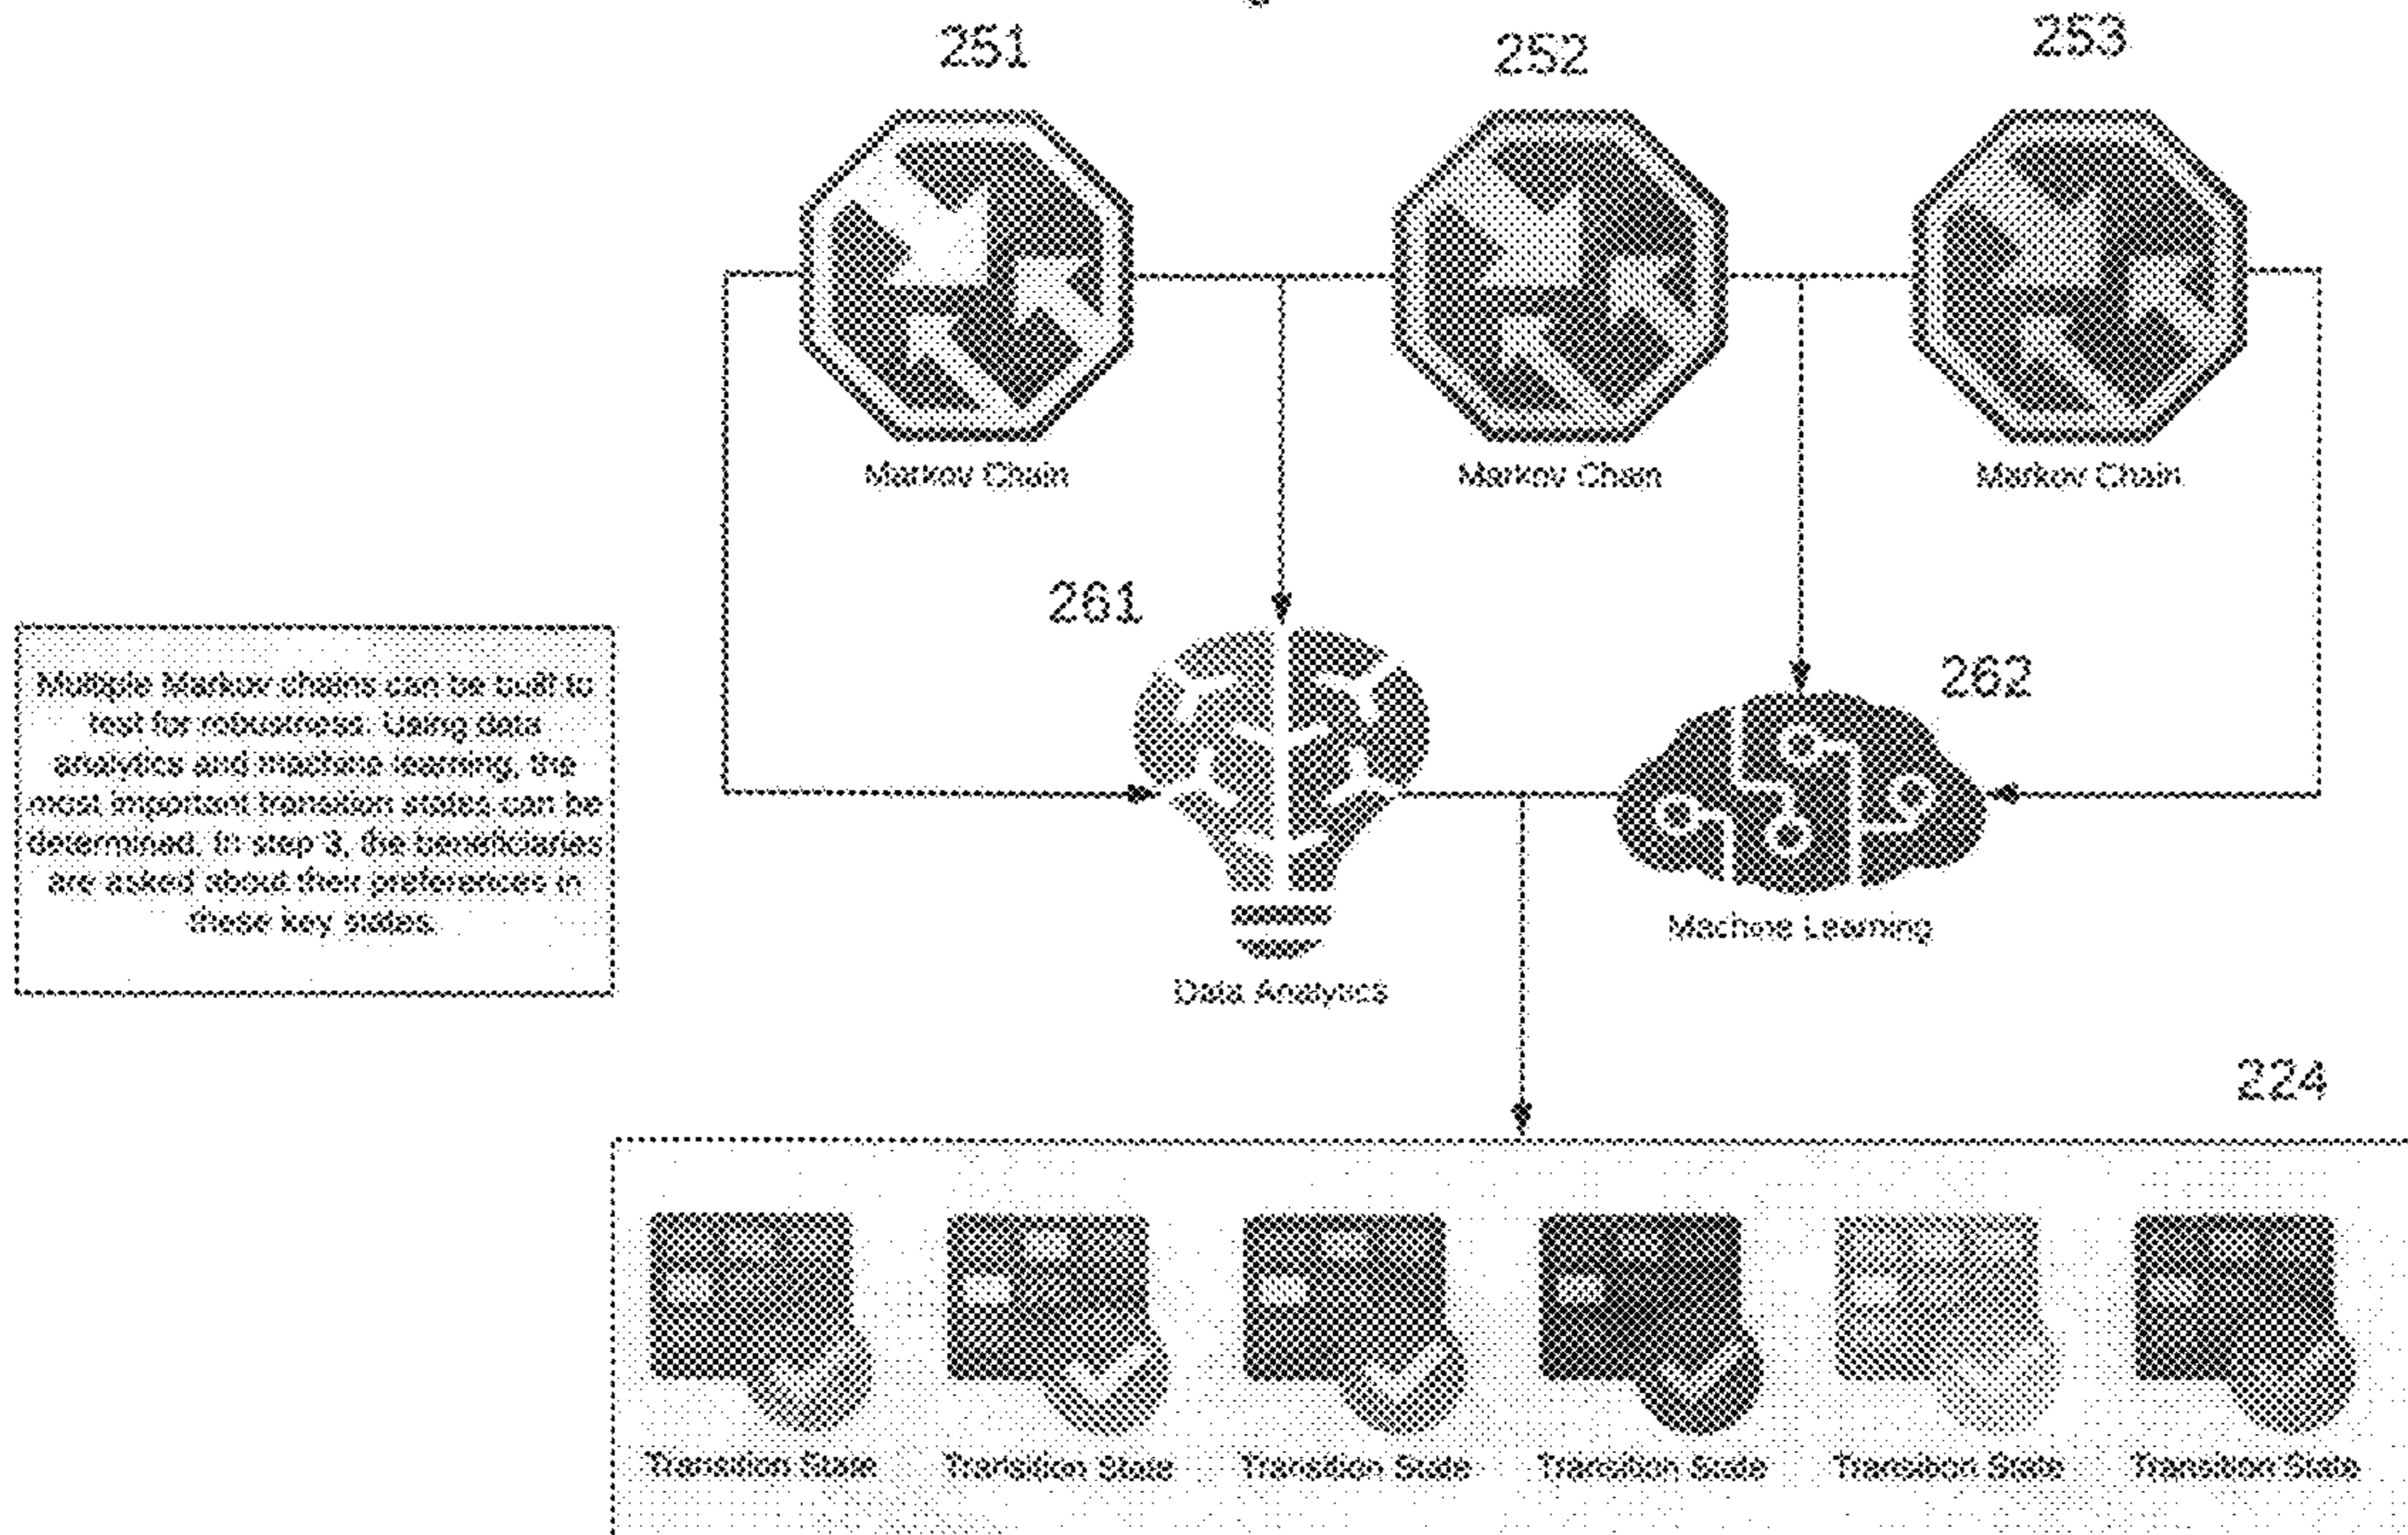 251
252
253
Markov Chain
Markov Chain
Markov Chain
261
262
Multiple Markov chains can be built to
test for robustness. Using data
analytics and machine learning, the
most important transition states can be
determined. In step 3, the beneficiaries
are asked about their preferences in
these key states.
Machine Learning
Data Analytics
224
Transition State
Transition State
Transition State
Transition State
Transition State
Transition State